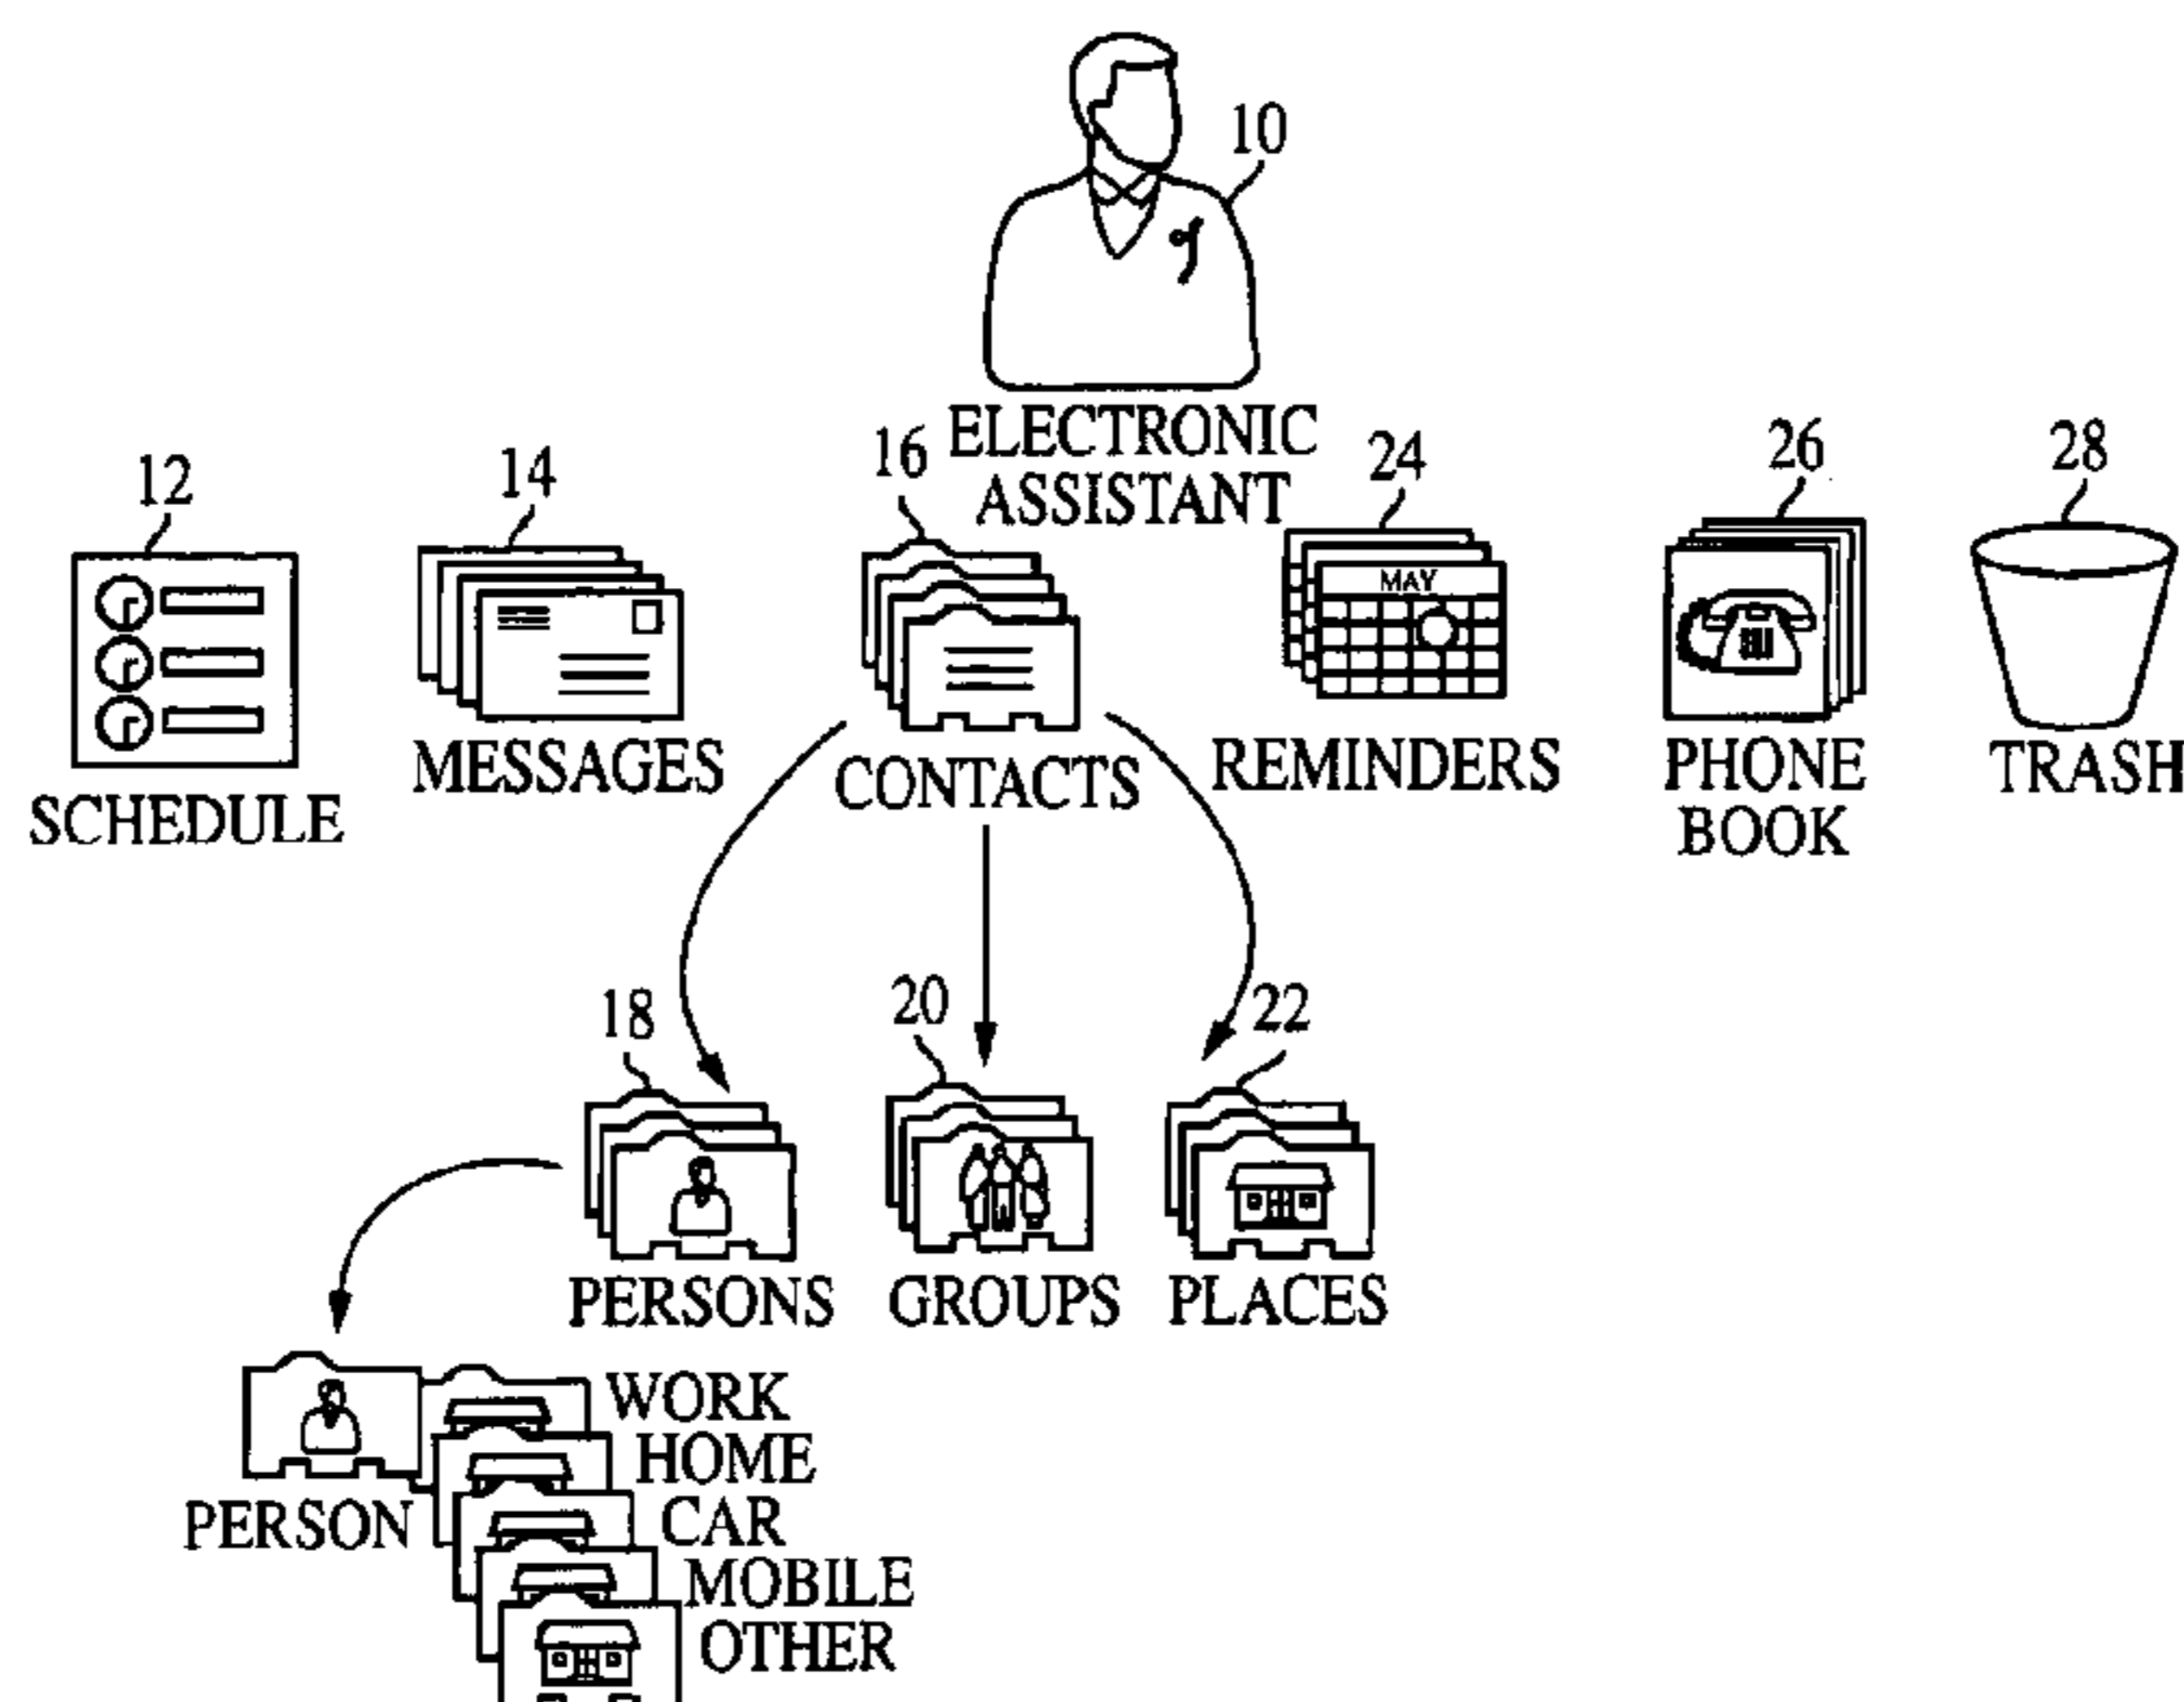 10
ELECTRONIC
ASSISTANT
12
14
16
24
26
28
MAY
SCHEDULE
MESSAGES
CONTACTS
REMINDERS
PHONE
BOOK
TRASH
18
20
22
PERSONS
GROUPS
PLACES
PERSON
WORK
HOME
CAR
MOBILE
OTHER